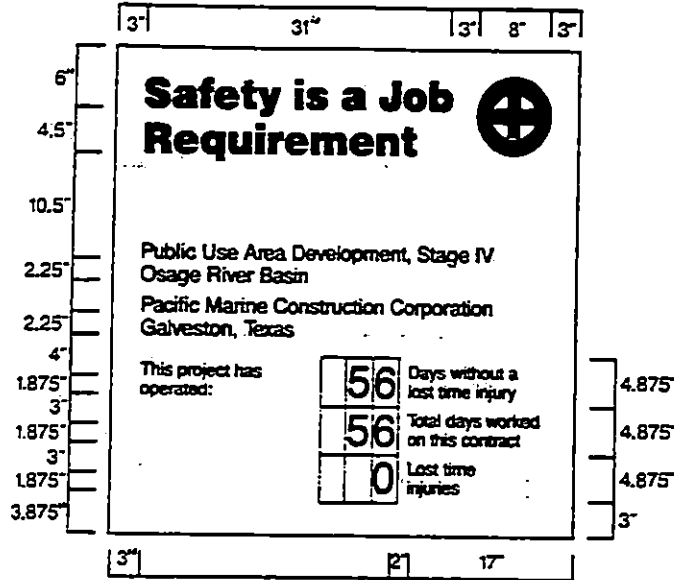 3" 31" 3" 8" 3"
6"
4.5"
10.5"
2.25"
2.25"
4"
1.875"
3"
1.875"
3"
1.875"
3.875"
Safety is a Job
Requirement
Public Use Area Development, Stage IV
Osage River Basin
Pacific Marine Construction Corporation
Galveston, Texas
This project has
operated:
56 Days without a
lost time injury
56 Total days worked
on this contract
0 Lost time
injuries
4.875"
4.875"
4.875"
3"
3" 2" 17"